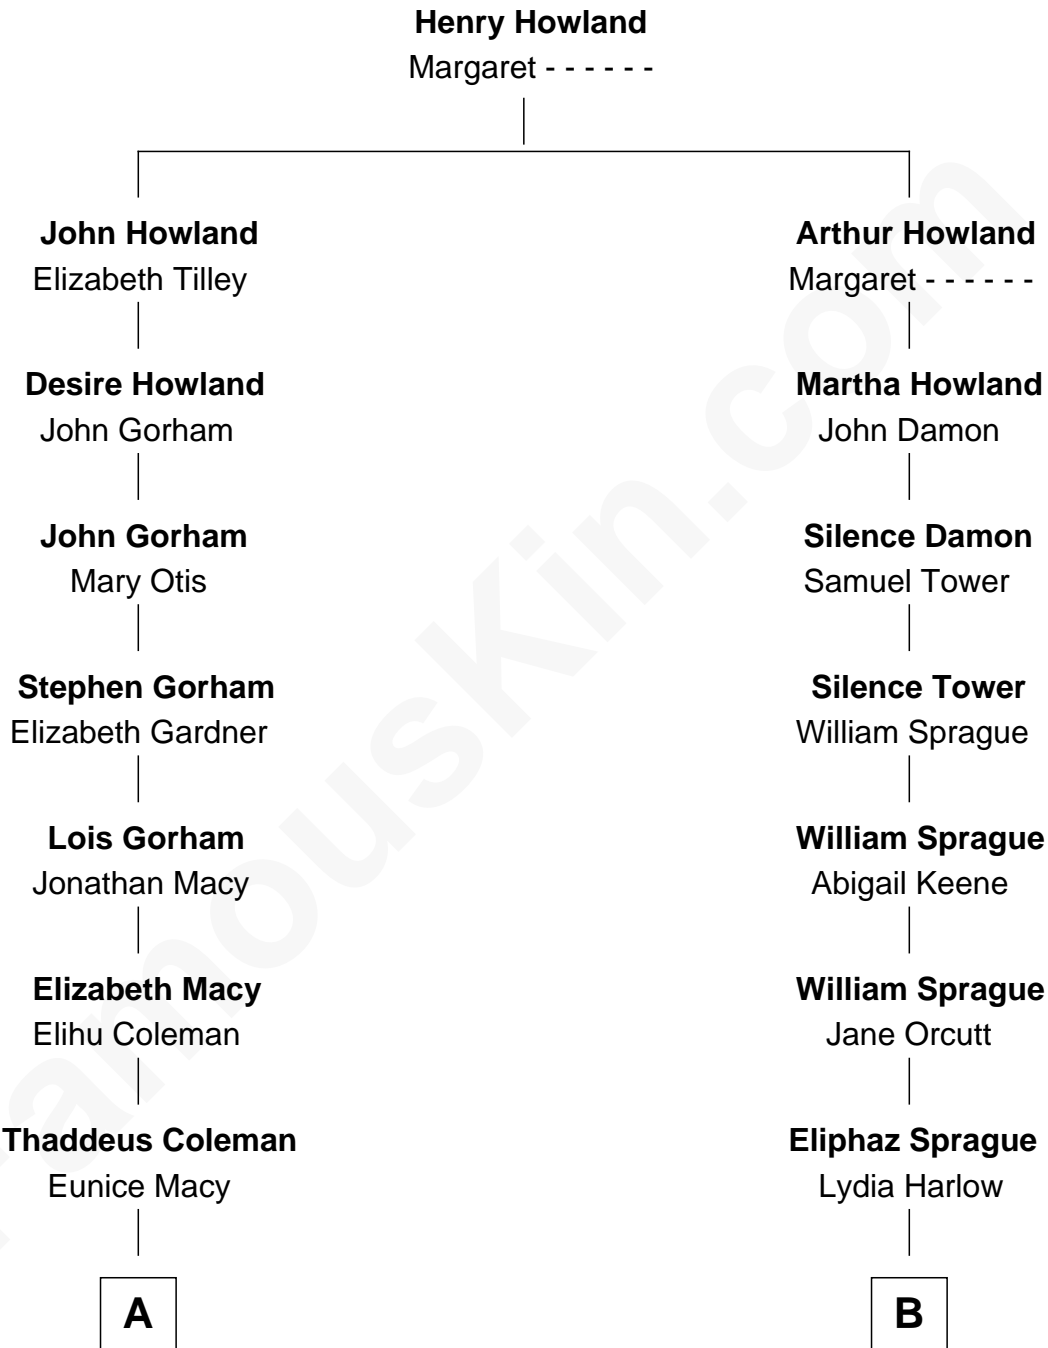 Henry Howland
Margaret - - - - - -
John Howland
Elizabeth Tilley
Arthur Howland
Margaret - - - - - -
Desire Howland
John Gorham
Martha Howland
John Damon
John Gorham
Mary Otis
Silence Damon
Samuel Tower
Stephen Gorham
Elizabeth Gardner
Silence Tower
William Sprague
Lois Gorham
Jonathan Macy
William Sprague
Abigail Keene
Elizabeth Macy
Elihu Coleman
William Sprague
Jane Orcutt
Thaddeus Coleman
Eunice Macy
Eliphaz Sprague
Lydia Harlow
A
B
FamousKin.com